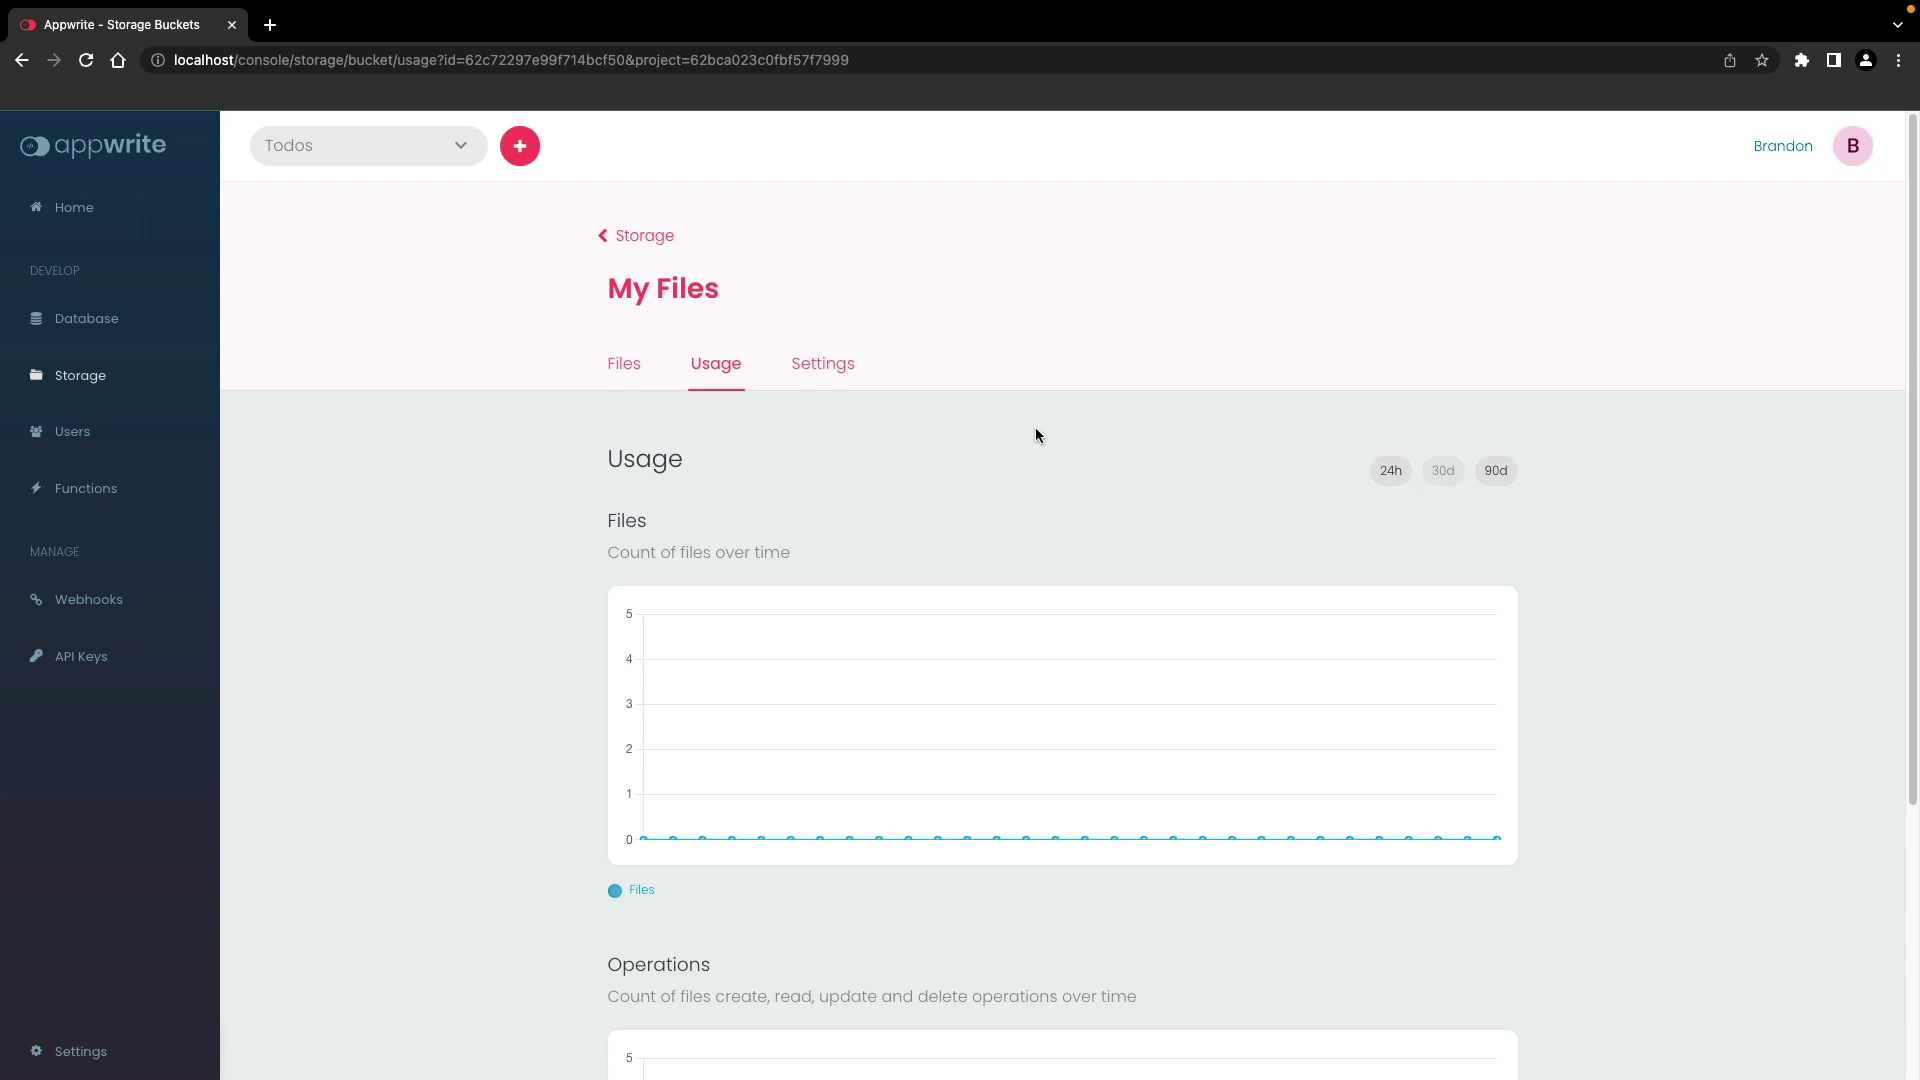 Appwrite - Storage Buckets
localhost/console/storage/bucket/usage?id=62c72297e99f714bcf50&project=62bca023c0fbf57f7999
appwrite
Todos
Brandon
B
Home
DEVELOP
Database
Storage
Users
Functions
MANAGE
Webhooks
API Keys
Settings
Storage
My Files
Files
Usage
Settings
Usage
24h
30d
90d
Files
Count of files over time
5
4
3
2
1
0
Files
Operations
Count of files create, read, update and delete operations over time
5